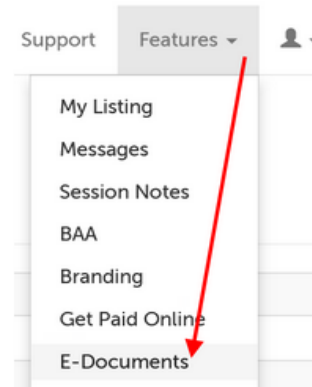 Support Features
My Listing
Messages
Session Notes
BAA
Branding
Get Paid Online
E-Documents